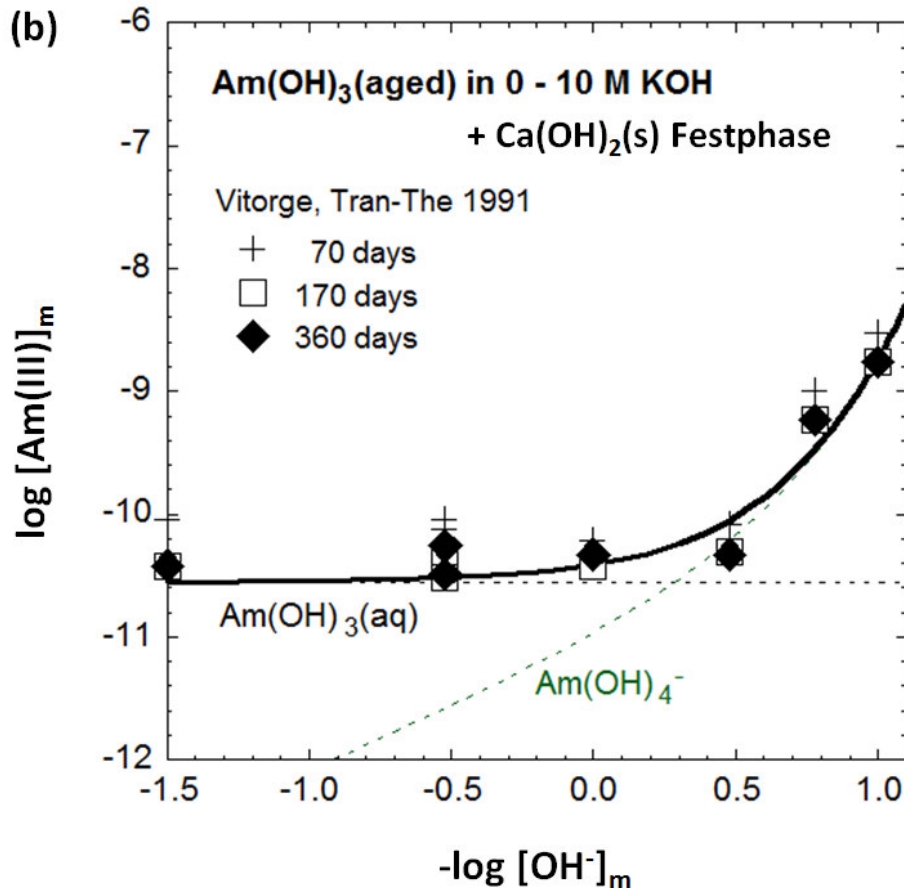 (b)
Am(OH)3(aged) in 0 - 10 M KOH
+ Ca(OH)2(s) Festphase
Vitorge, Tran-The 1991
70 days
170 days
360 days
log [Am(III)]m
-6
-7
-8
-9
-10
-11
-12
Am(OH)3(aq)
Am(OH)4-
-1.5 -1.0 -0.5 0.0 0.5 1.0
-log [OH-]m